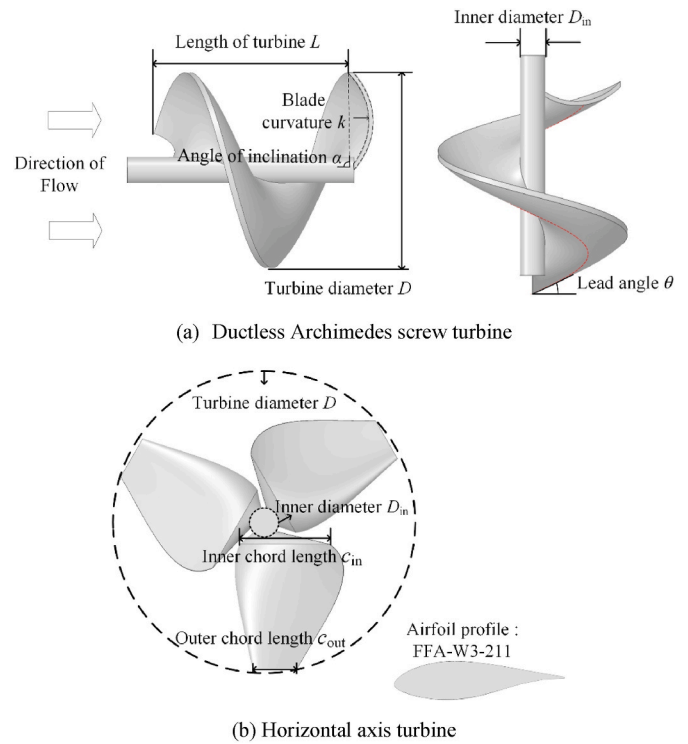 Length of turbine L
Inner diameter Din
Blade
curvature k
Angle of inclination α
Direction of
Flow
Turbine diameter D
Lead angle θ
(a) Ductless Archimedes screw turbine
Turbine diameter D
Inner diameter Din
Inner chord length cin
Outer chord length cout
Airfoil profile :
FFA-W3-211
(b) Horizontal axis turbine